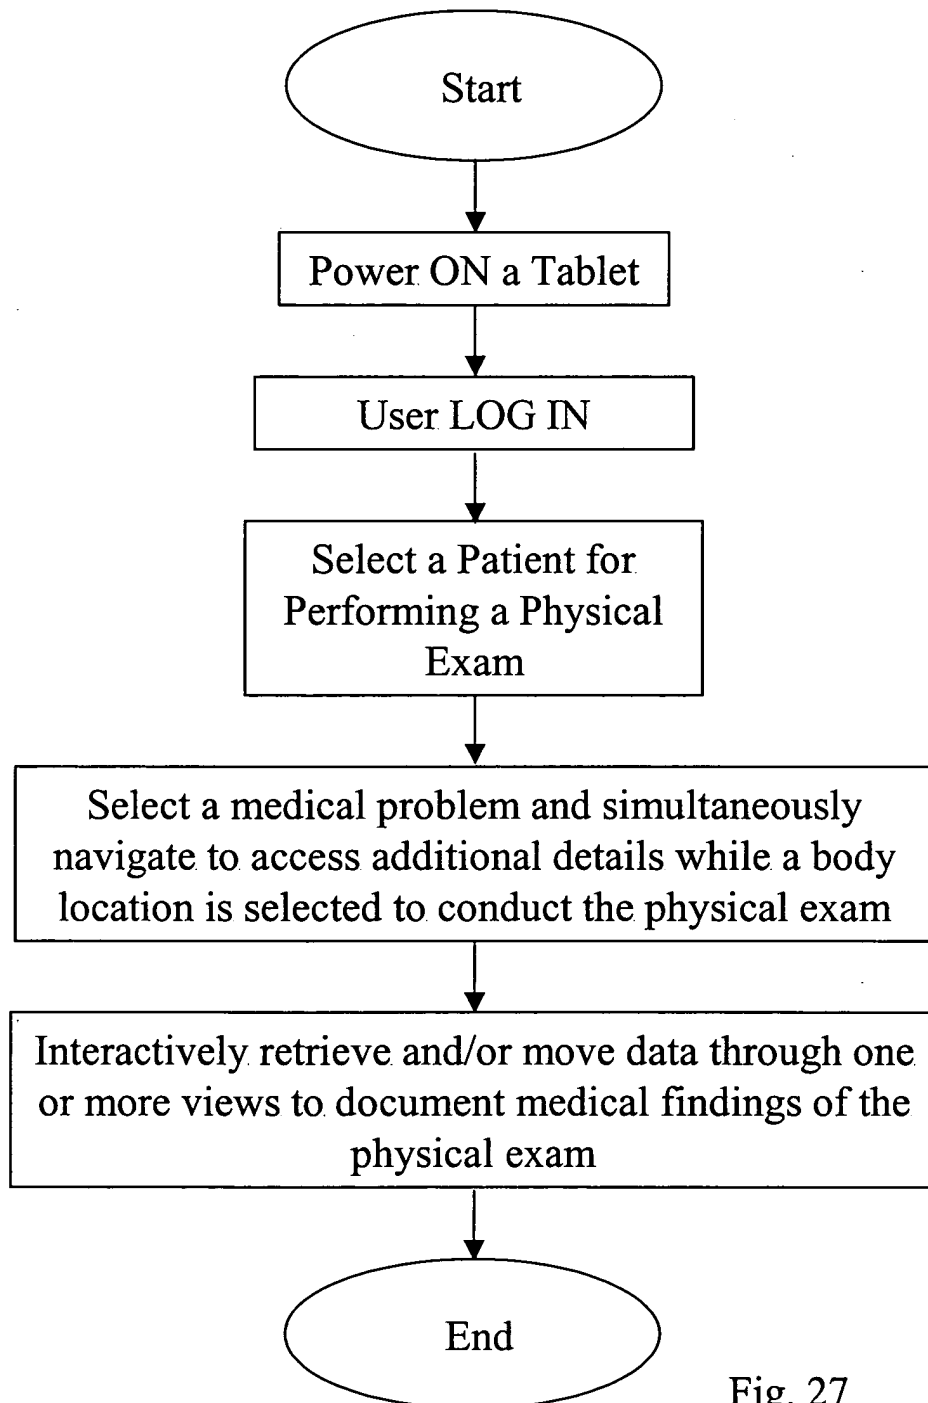 Start
Power ON a Tablet
User LOG IN
Select a Patient for
Performing a Physical
Exam
Select a medical problem and simultaneously
navigate to access additional details while a body
location is selected to conduct the physical exam
Interactively retrieve and/or move data through one
or more views to document medical findings of the
physical exam
End
Fig. 27